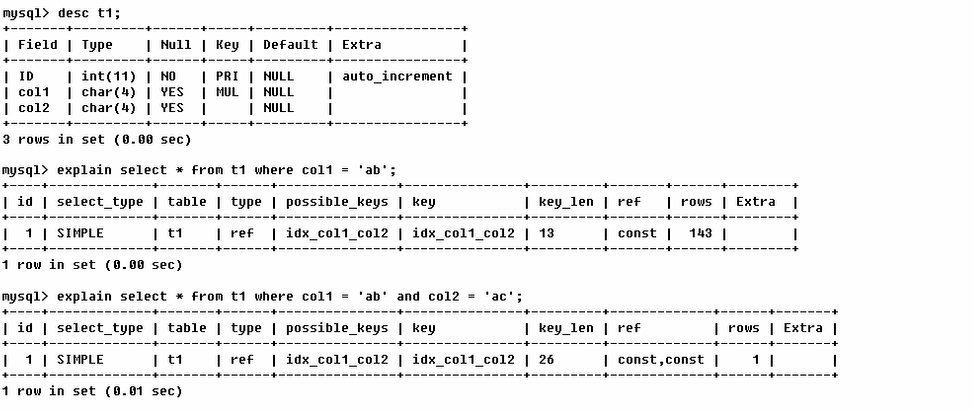 mysql> desc t1;
+-------+---------+------+-----+---------+----------------+
| Field | Type    | Null | Key | Default | Extra          |
+-------+---------+------+-----+---------+----------------+
| ID    | int(11) | NO   | PRI | NULL    | auto_increment |
| col1  | char(4) | YES  | MUL | NULL    |                |
| col2  | char(4) | YES  |     | NULL    |                |
+-------+---------+------+-----+---------+----------------+
3 rows in set (0.00 sec)
mysql> explain select * from t1 where col1 = 'ab';
+----+-------------+-------+------+---------------+---------------+---------+-------+------+-------+
| id | select_type | table | type | possible_keys | key           | key_len | ref   | rows | Extra |
+----+-------------+-------+------+---------------+---------------+---------+-------+------+-------+
| 1 | SIMPLE      | t1    | ref  | idx_col1_col2 | idx_col1_col2 | 13      | const | 143 |       |
+----+-------------+-------+------+---------------+---------------+---------+-------+------+-------+
1 row in set (0.00 sec)
mysql> explain select * from t1 where col1 = 'ab' and col2 = 'ac';
+----+-------------+-------+------+---------------+---------------+---------+-------------+------+-------+
| id | select_type | table | type | possible_keys | key           | key_len | ref         | rows | Extra |
+----+-------------+-------+------+---------------+---------------+---------+-------------+------+-------+
| 1 | SIMPLE      | t1    | ref  | idx_col1_col2 | idx_col1_col2 | 26      | const,const | 1 |       |
+----+-------------+-------+------+---------------+---------------+---------+-------------+------+-------+
1 row in set (0.01 sec)